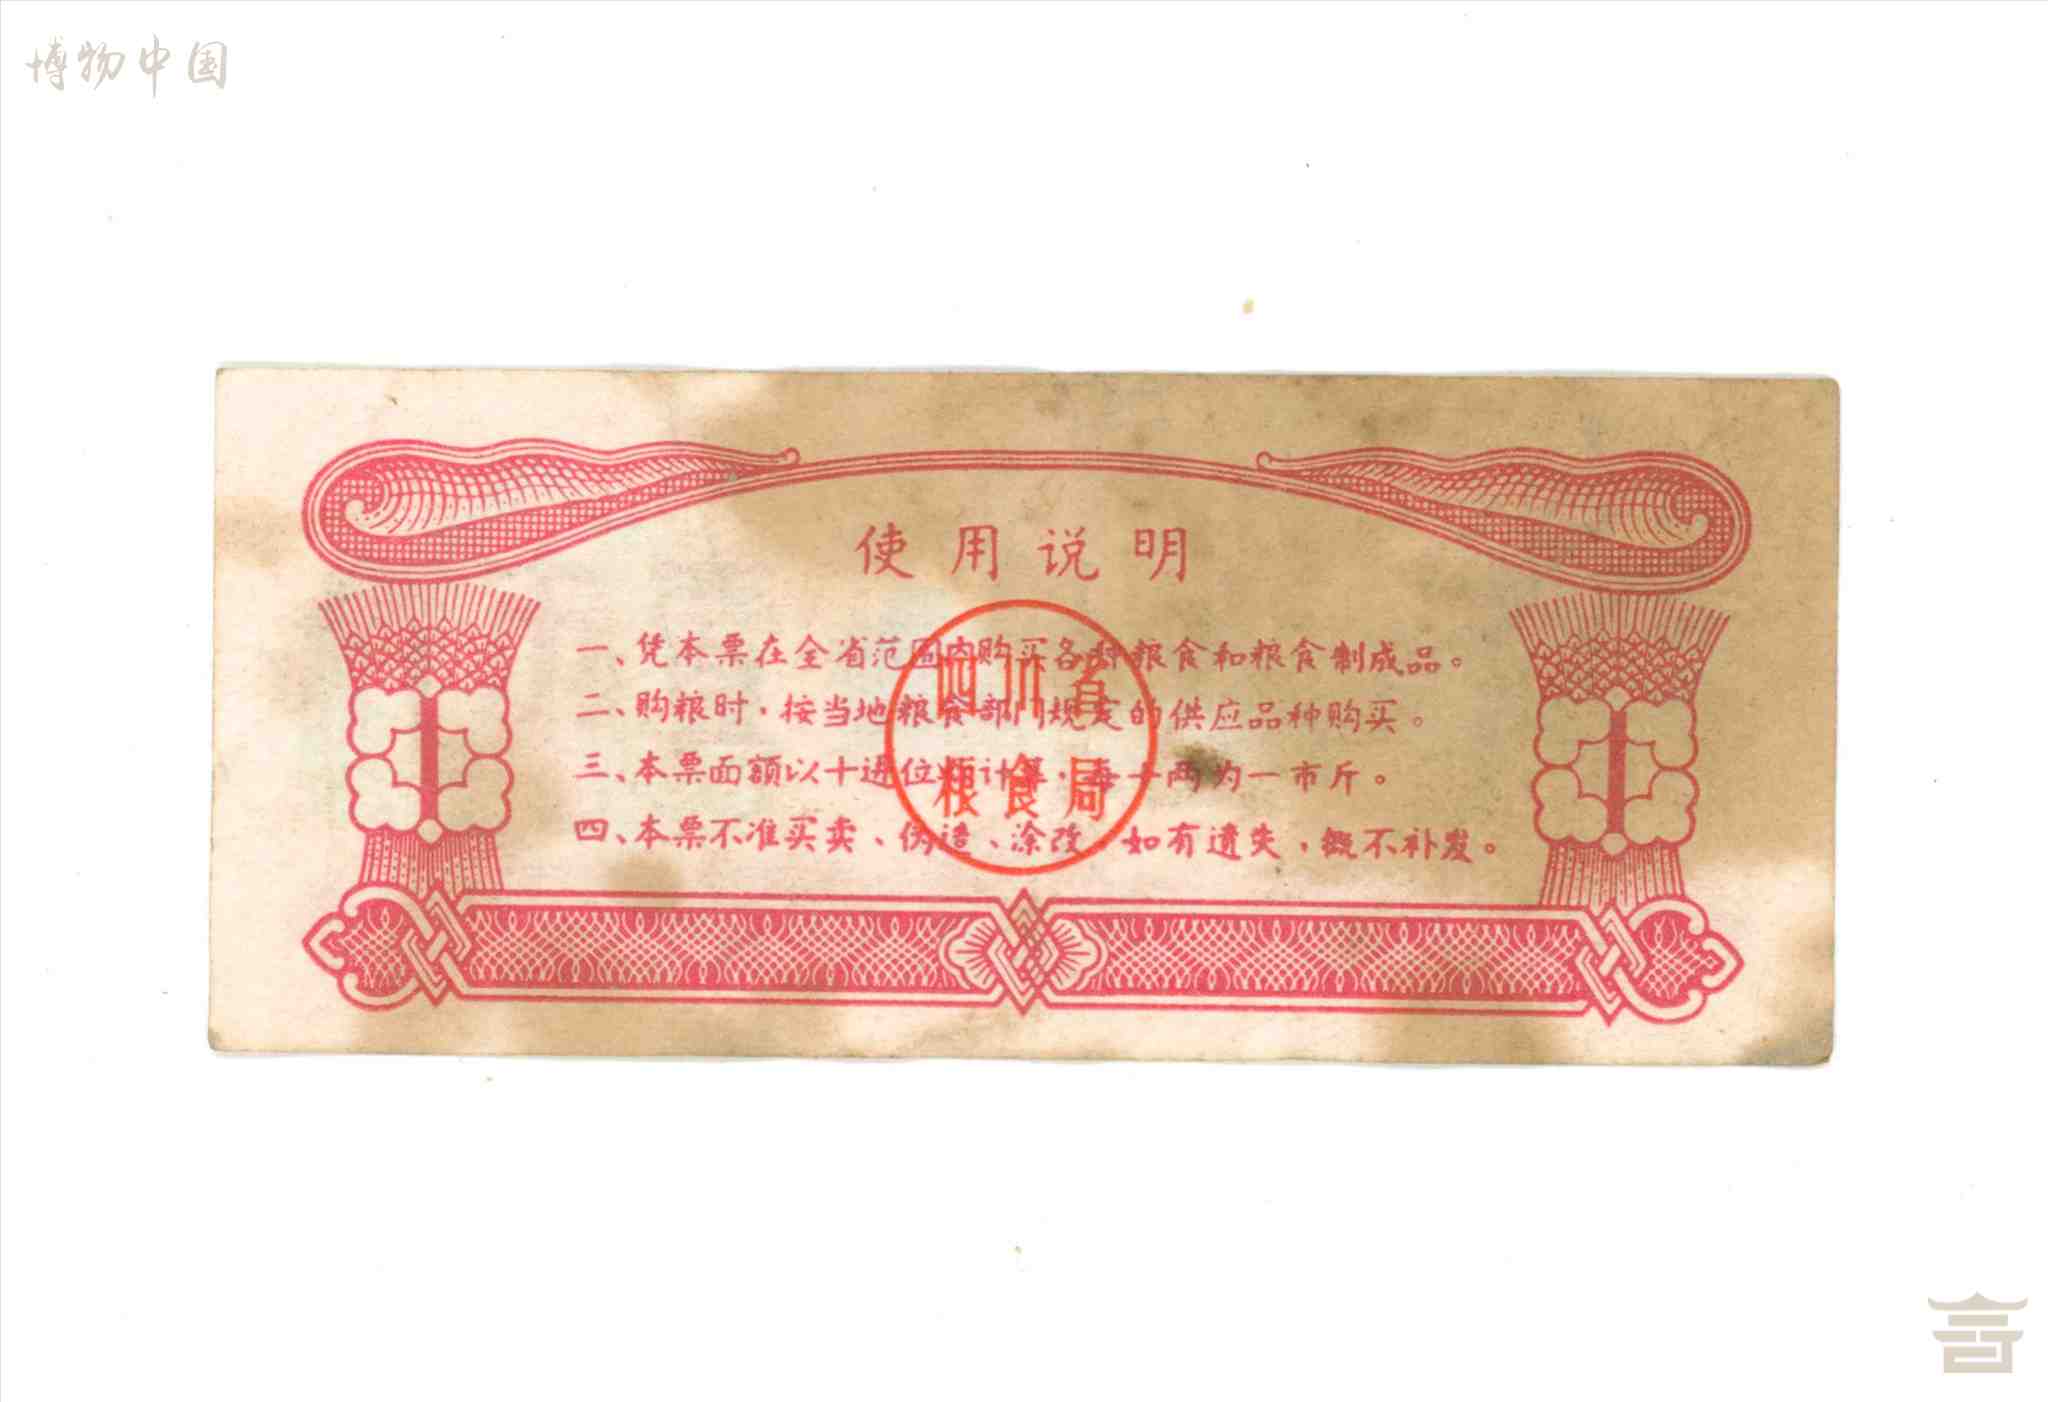 博物中国
使用说明
一、凭本票在全省范围内购买各种粮食和粮食制成品。
二、购粮时，按当地粮食部门规定的供应品种购买。
三、本票面额以十进位制计算，每十两为一市斤。
四、本票不准买卖、伪造、涂改，如有遗失，概不补发。
四川省
粮食局